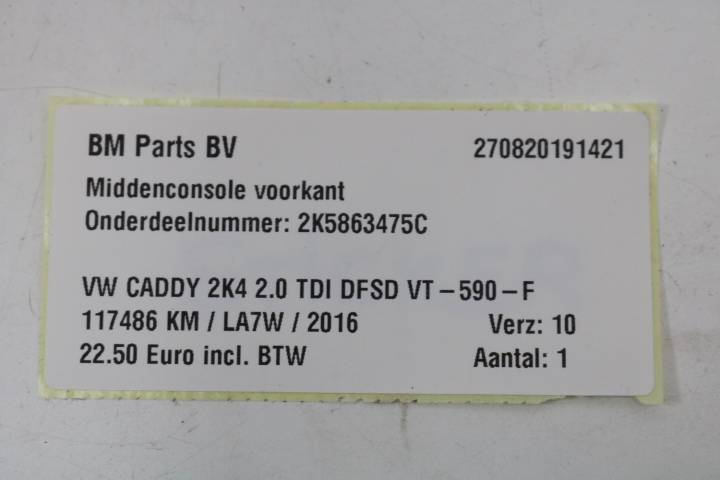 BM Parts BV 270820191421
Middenconsole voorkant
Onderdeelnummer: 2K5863475C
VW CADDY 2K4 2.0 TDI DFSD VT-590-F
117486 KM / LA7W / 2016 Verz: 10
22.50 Euro incl. BTW Aantal: 1